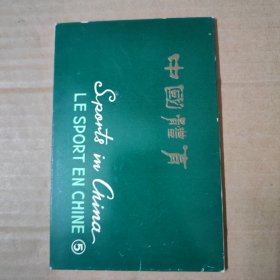 中國體育
Sports in China
LE SPORT EN CHINE ⑤